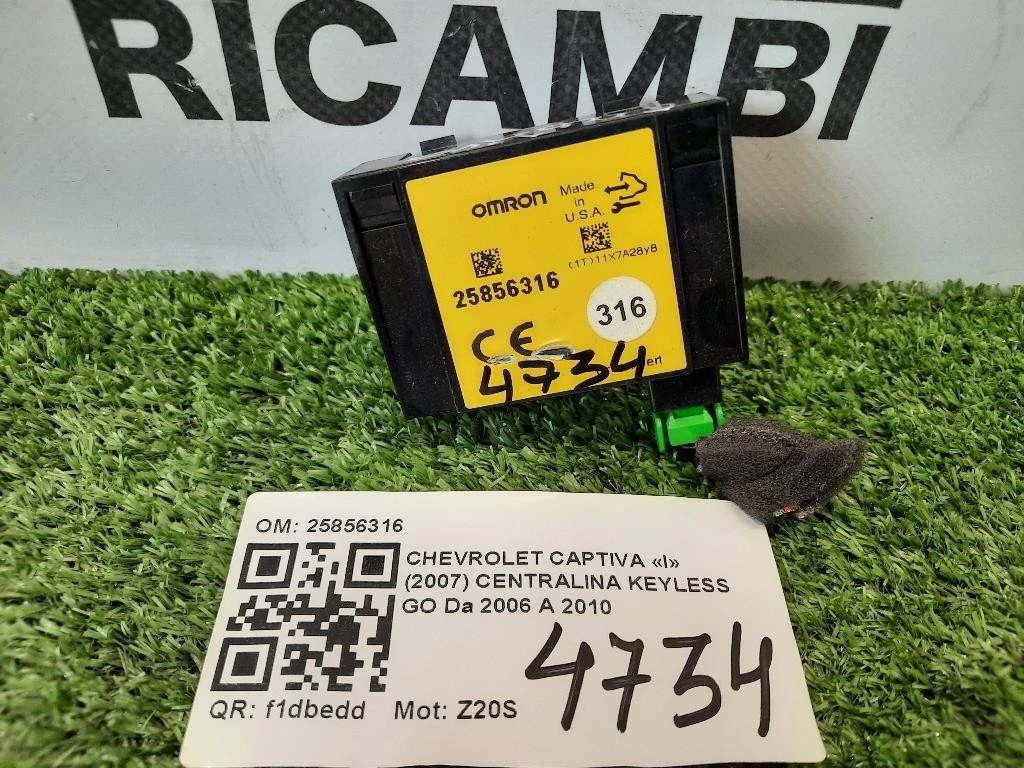 RICAMBI
OMRON
Made
in
U.S.A.
(1T)11X7A28y8
25856316
316
CE
4734
OM: 25856316
CHEVROLET CAPTIVA «I»
(2007) CENTRALINA KEYLESS
GO Da 2006 A 2010
4734
QR: f1dbedd Mot: Z20S